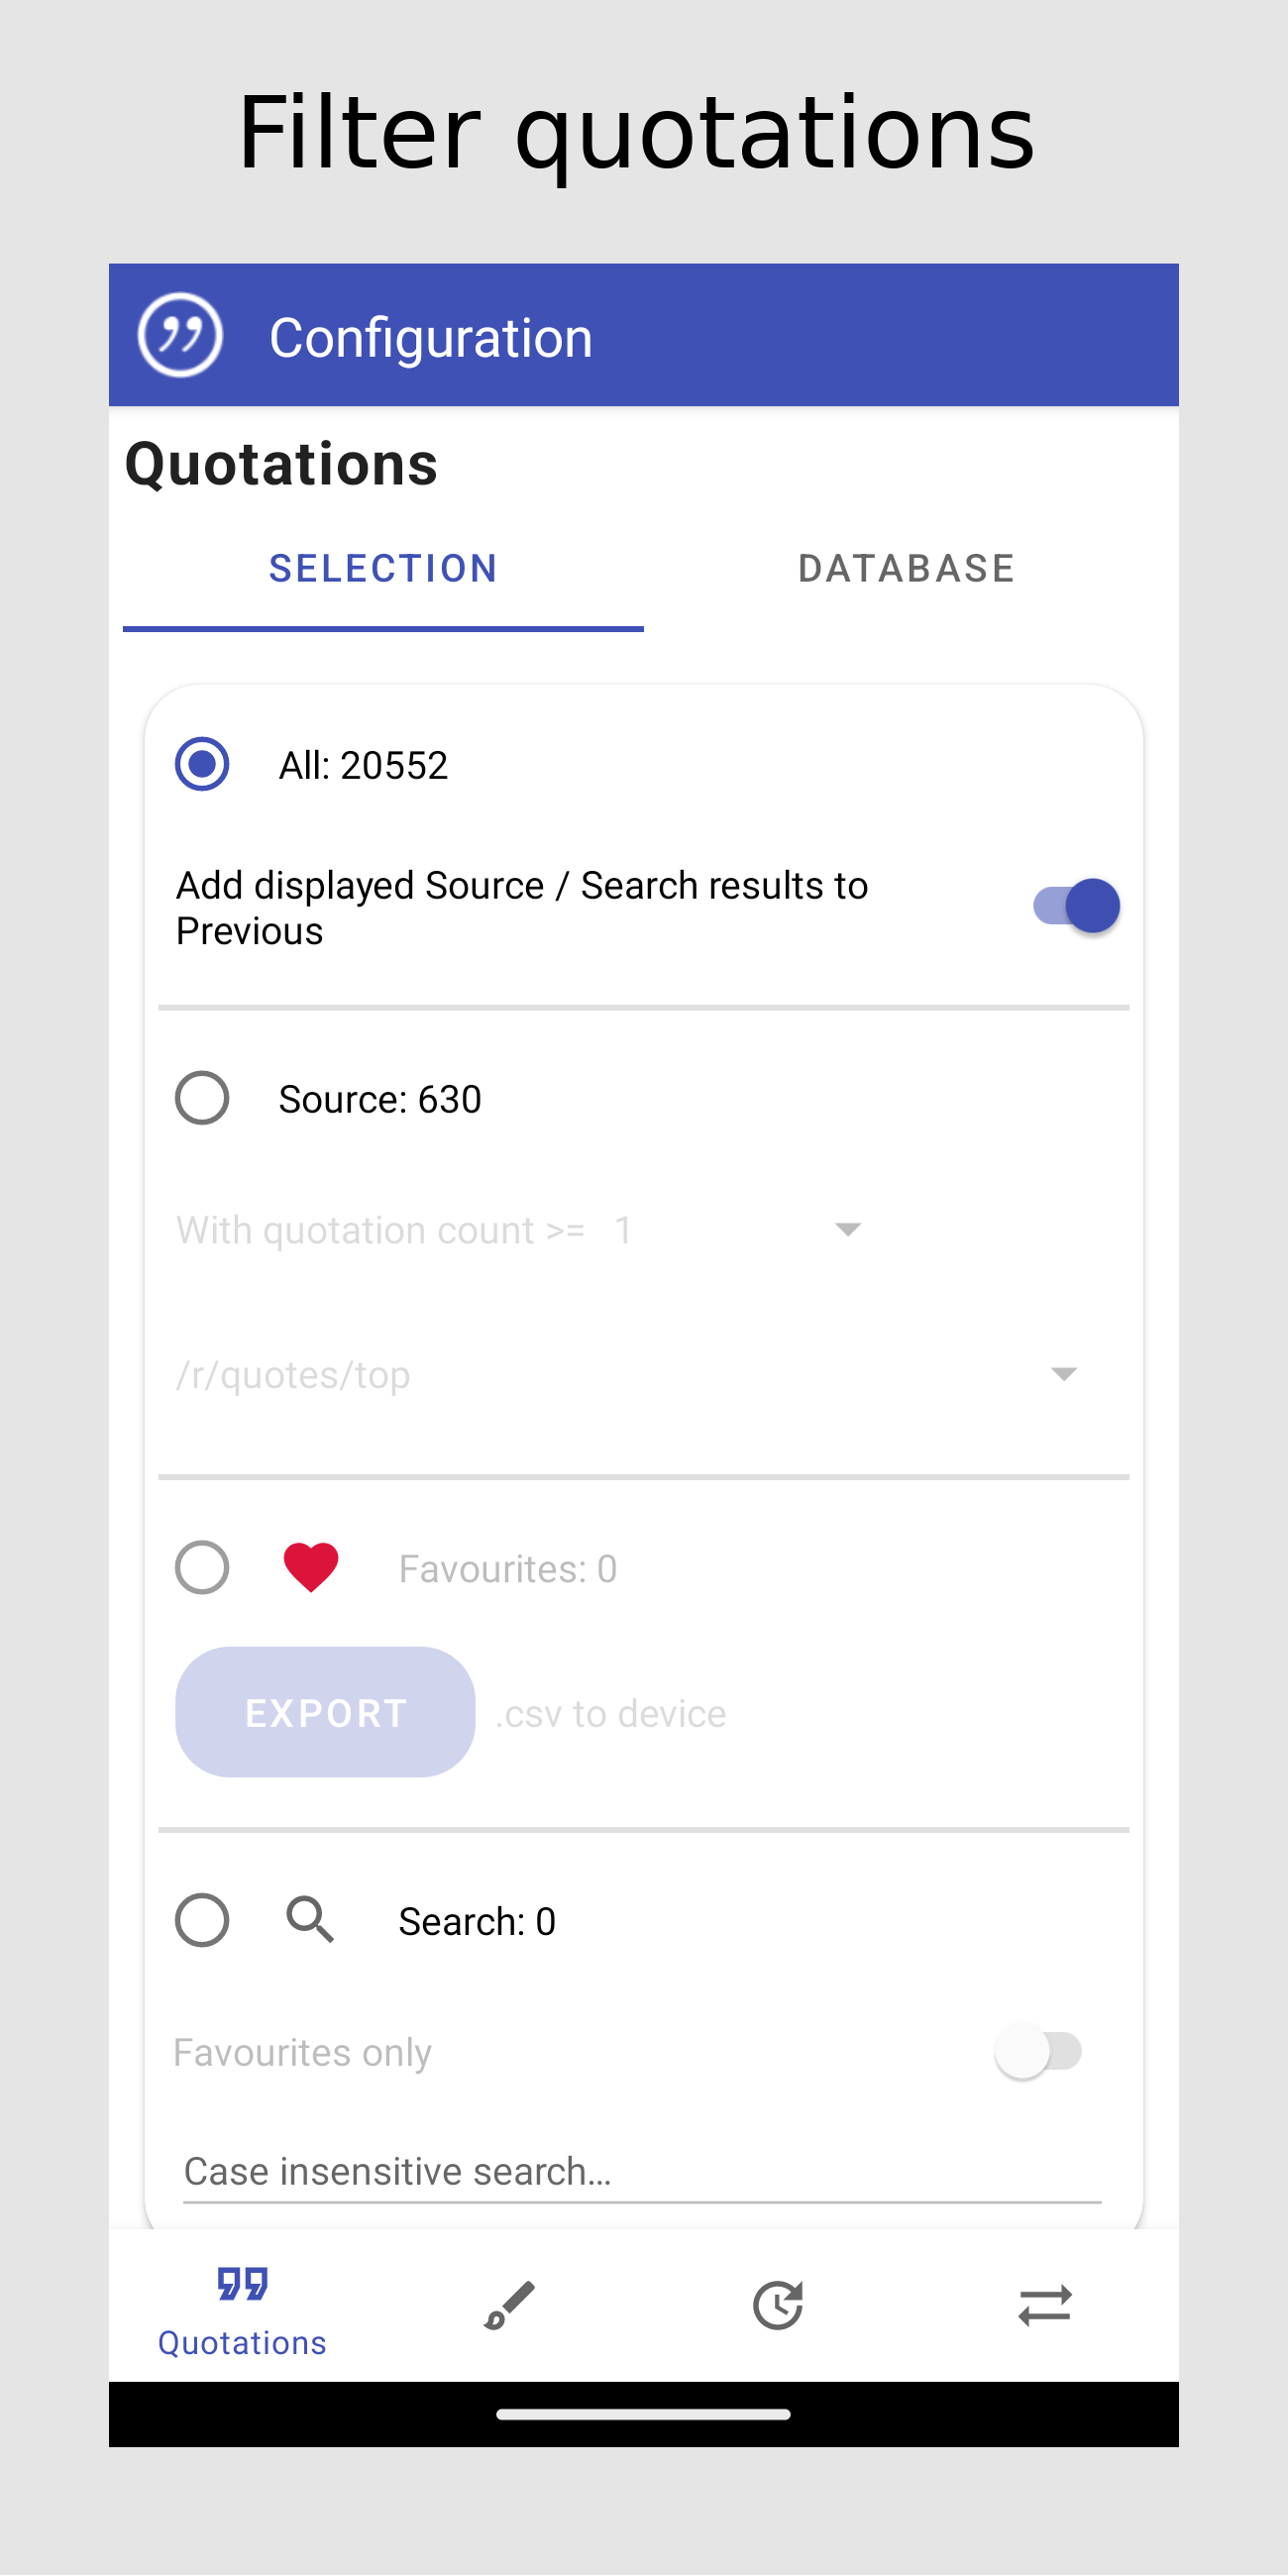 Filter quotations
Configuration
Quotations
SELECTION
DATABASE
All: 20552
Add displayed Source / Search results to
Previous
Source: 630
With quotation count >= 1
/r/quotes/top
Favourites: 0
EXPORT
.csv to device
Search: 0
Favourites only
Case insensitive search…
Quotations